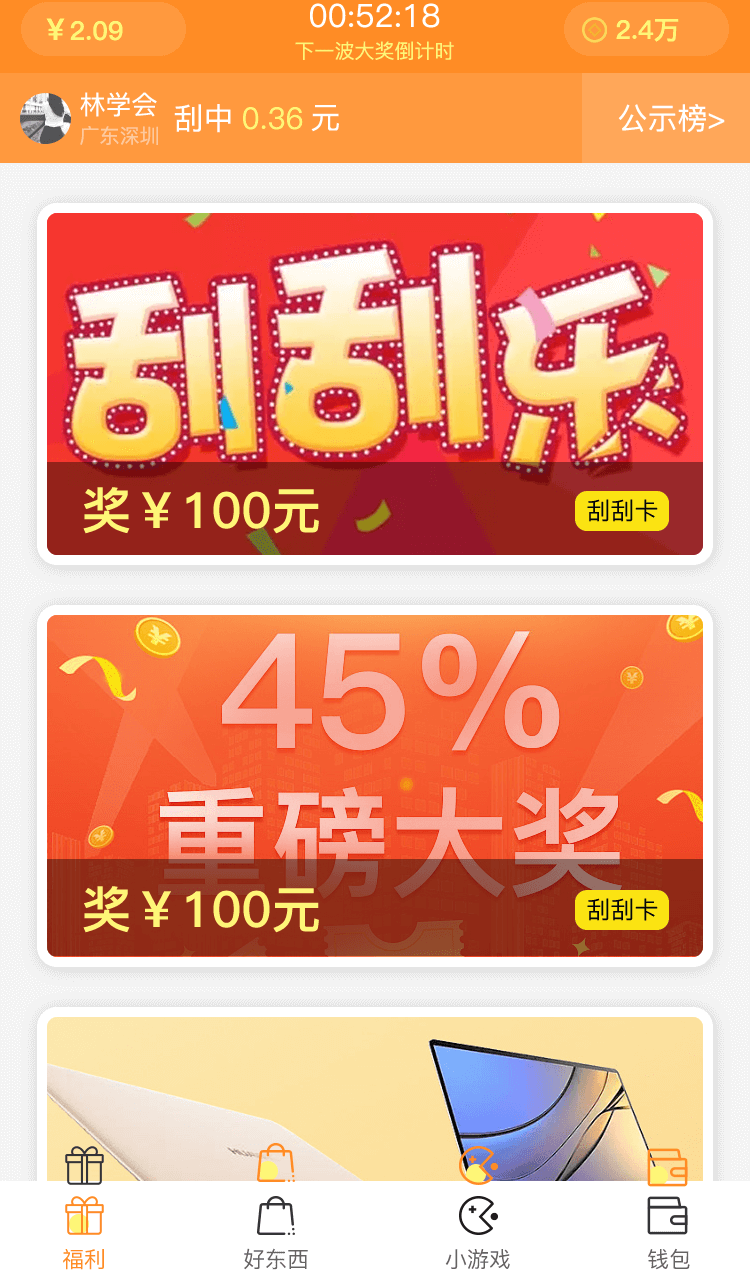 ¥2.09
00:52:18
2.4万
下一波大奖倒计时
林学会
广东深圳
刮中 0.36 元
公示榜>
刮刮乐
奖¥100元
刮刮卡
45%
重磅大奖
奖¥100元
刮刮卡
福利
好东西
小游戏
钱包